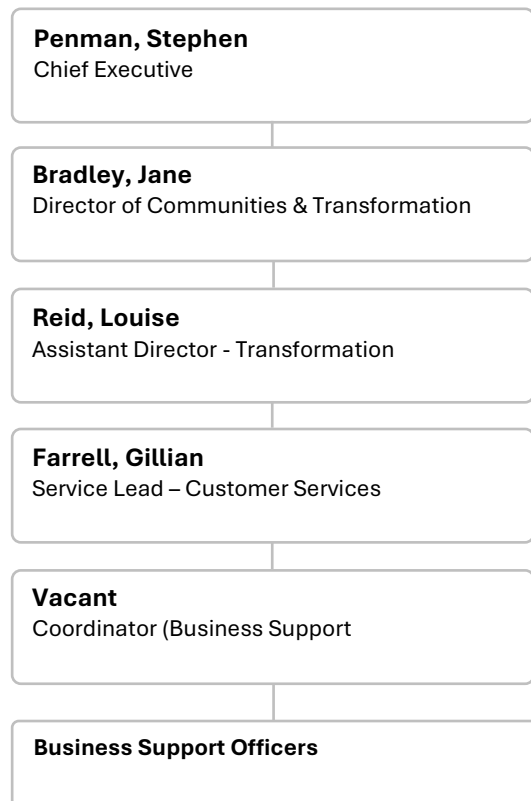 Penman, Stephen
Chief Executive
Bradley, Jane
Director of Communities & Transformation
Reid, Louise
Assistant Director - Transformation
Farrell, Gillian
Service Lead – Customer Services
Vacant
Coordinator (Business Support
Business Support Officers